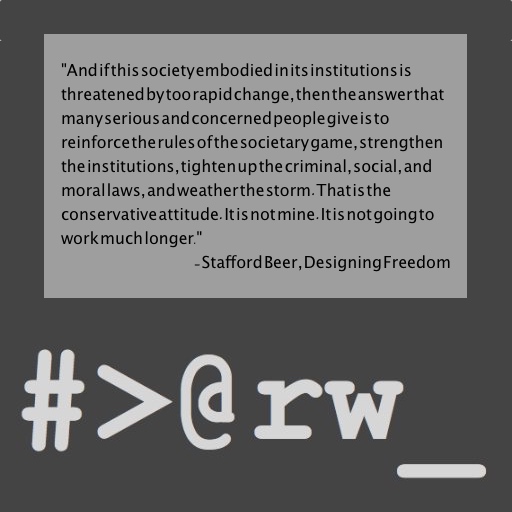 "And if this society embodied in its institutions is
threatened by too rapid change, then the answer that
many serious and concerned people give is to
reinforce the rules of the societary game, strengthen
the institutions, tighten up the criminal, social, and
moral laws, and weather the storm. That is the
conservative attitude. It is not mine. It is not going to
work much longer."
-Stafford Beer, Designing Freedom
#>@rw_